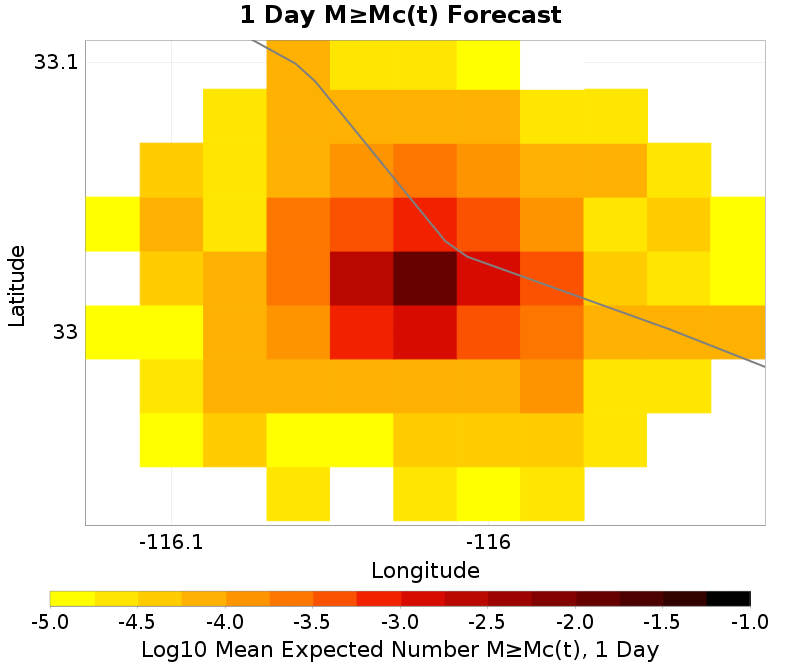 1 Day M≥Mc(t) Forecast
33.1
33
Latitude
-116.1 -116
Longitude
-5.0 -4.5 -4.0 -3.5 -3.0 -2.5 -2.0 -1.5 -1.0
Log10 Mean Expected Number M≥Mc(t), 1 Day